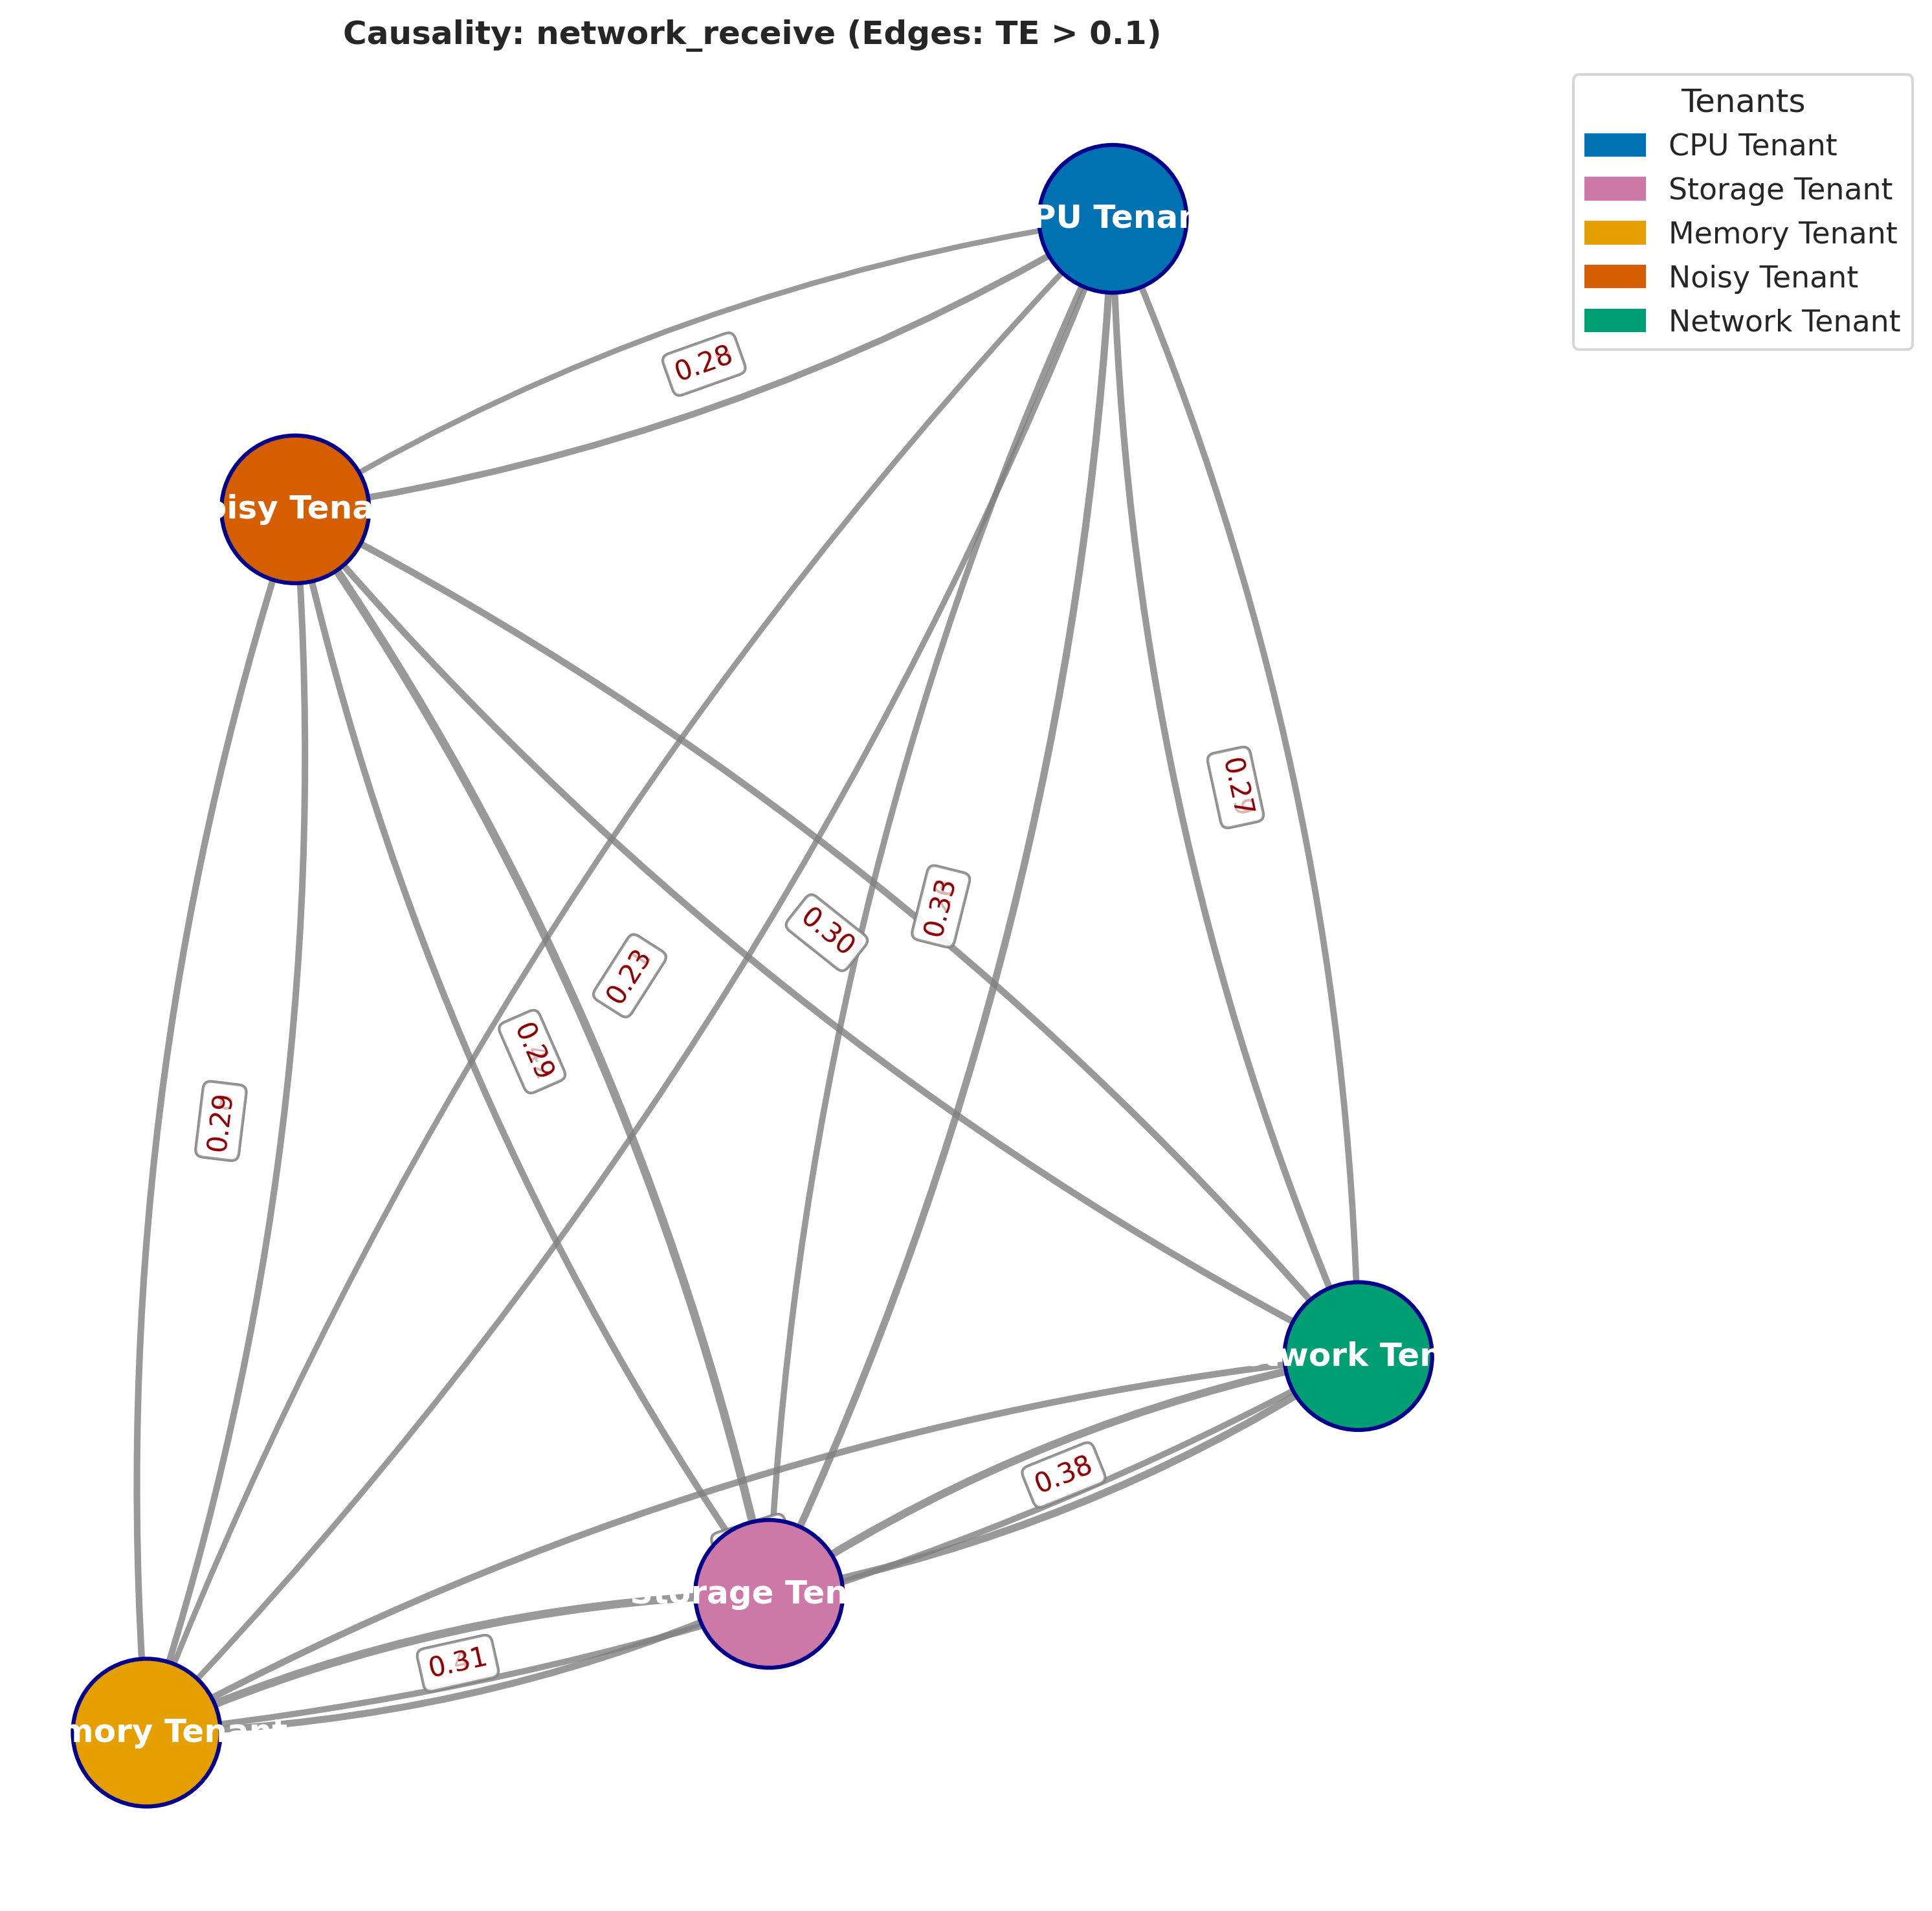 Causality: network_receive (Edges: TE > 0.1)
Tenants
CPU Tenant
Storage Tenant
Memory Tenant
Noisy Tenant
Network Tenant
PU Tenan
0.28
oisy Tena
0.27
0.30
0.33
0.23
0.29
0.29
work Ten
0.38
Storage Ten
0.31
mory Tenant